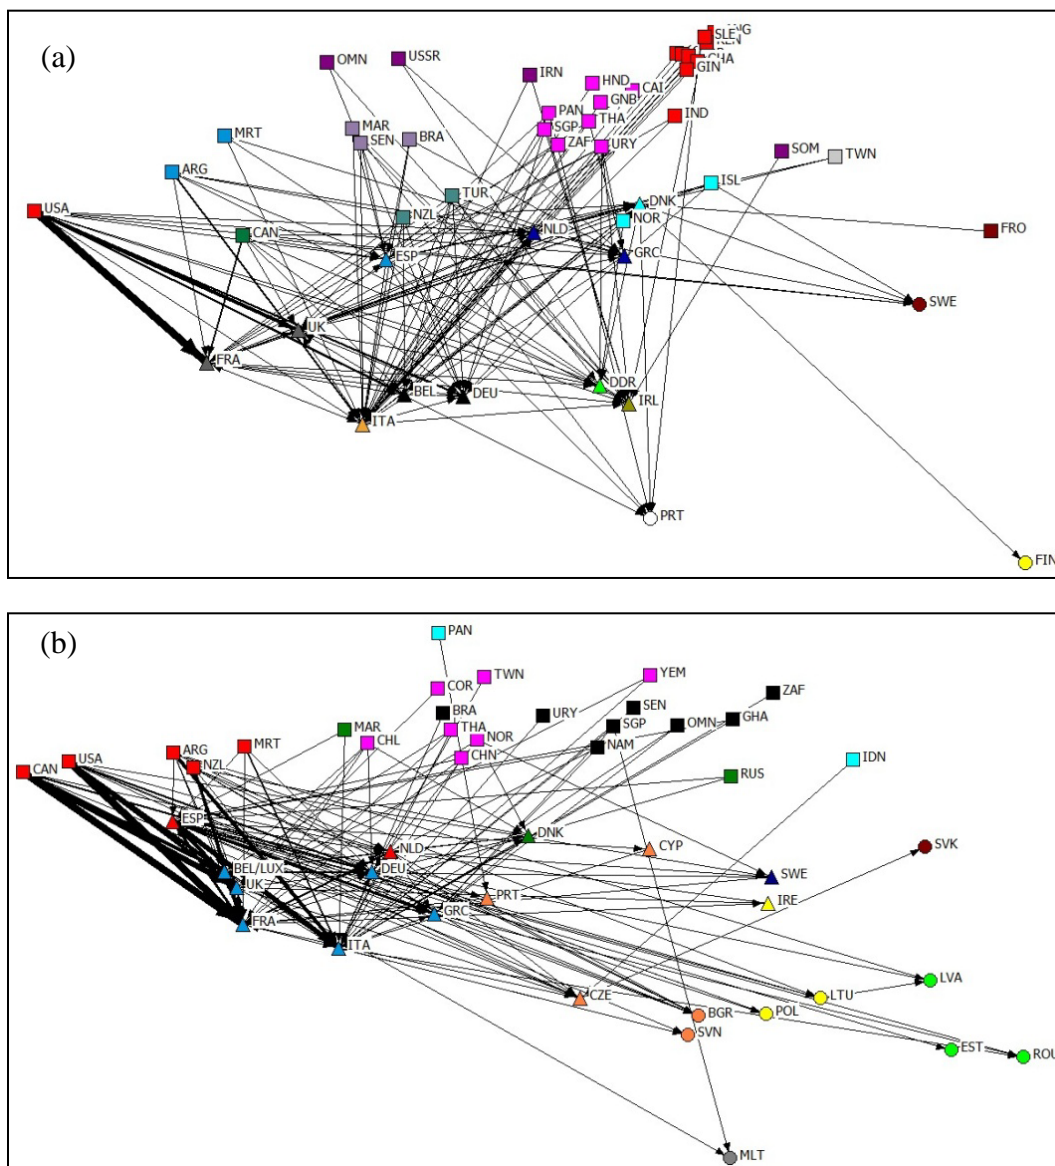 (a)
SLE
GIN
OMN
USSR
IRN
HND
CAI
GNB
PAN
THA
IND
SGP
MAR
MRT
SEN
BRA
ZAF
URY
SOM
TWN
ARG
ISL
TUR
DNK
USA
NZL
NOR
CAN
NLD
FRO
ESP
GRC
SWE
UK
FRA
DDR
BEL
DEU
IRL
ITA
PRT
FIN
(b)
PAN
TWN
YEM
COR
ZAF
SEN
BRA
URY
SGP
OMN
GHA
MAR
THA
CHL
NOR
NAM
ARG
MRT
CHN
USA
NZL
IDN
CAN
RUS
ESP
DNK
NLD
CYP
SVK
BEL/LUX
DEU
SWE
UK
PRT
IRE
GRC
FRA
ITA
LVA
CZE
LTU
BGR
POL
SVN
EST
ROU
MLT